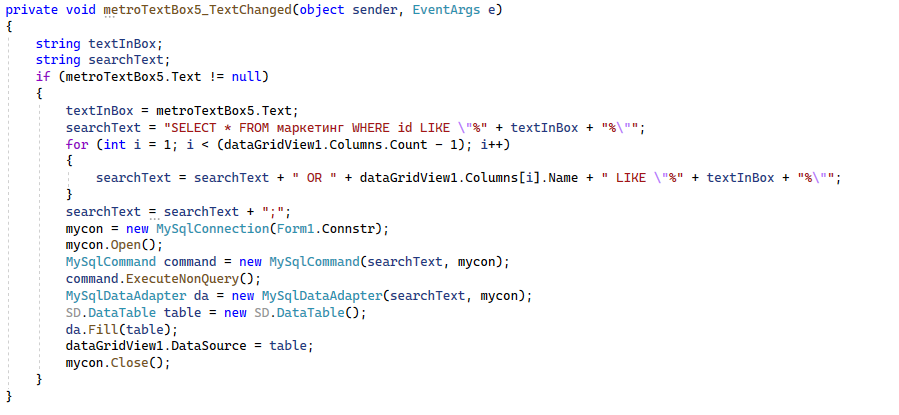 private void metroTextBox5_TextChanged(object sender, EventArgs e)
{
    string textInBox;
    string searchText;
    if (metroTextBox5.Text != null)
    {
        textInBox = metroTextBox5.Text;
        searchText = "SELECT * FROM маркетинг WHERE id LIKE \"%" + textInBox + "%\"";
        for (int i = 1; i < (dataGridView1.Columns.Count - 1); i++)
        {
            searchText = searchText + " OR " + dataGridView1.Columns[i].Name + " LIKE \"%" + textInBox + "%\"";
        }
        searchText = searchText + ";";
        mycon = new MySqlConnection(Form1.Connstr);
        mycon.Open();
        MySqlCommand command = new MySqlCommand(searchText, mycon);
        command.ExecuteNonQuery();
        MySqlDataAdapter da = new MySqlDataAdapter(searchText, mycon);
        SD.DataTable table = new SD.DataTable();
        da.Fill(table);
        dataGridView1.DataSource = table;
        mycon.Close();
    }
}